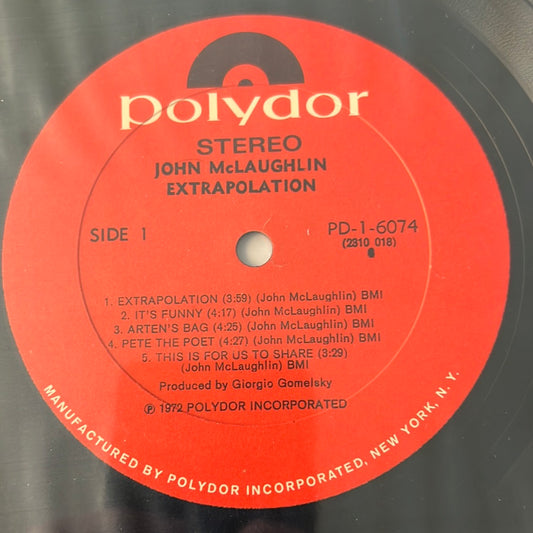 polydor
STEREO
JOHN McLAUGHLIN
EXTRAPOLATION
SIDE 1
PD-1-6074
(2310 018)
1. EXTRAPOLATION (3:59) (John McLaughlin) BMI
2. IT'S FUNNY (4:17) (John McLaughlin) BMI
3. ARTEN'S BAG (4:25) (John McLaughlin) BMI
4. PETE THE POET (4:27) (John McLaughlin) BMI
5. THIS IS FOR US TO SHARE (3:29)
(John McLaughlin) BMI
Produced by Giorgio Gomelsky
℗ 1972 POLYDOR INCORPORATED
MANUFACTURED BY POLYDOR INCORPORATED, NEW YORK, N. Y.